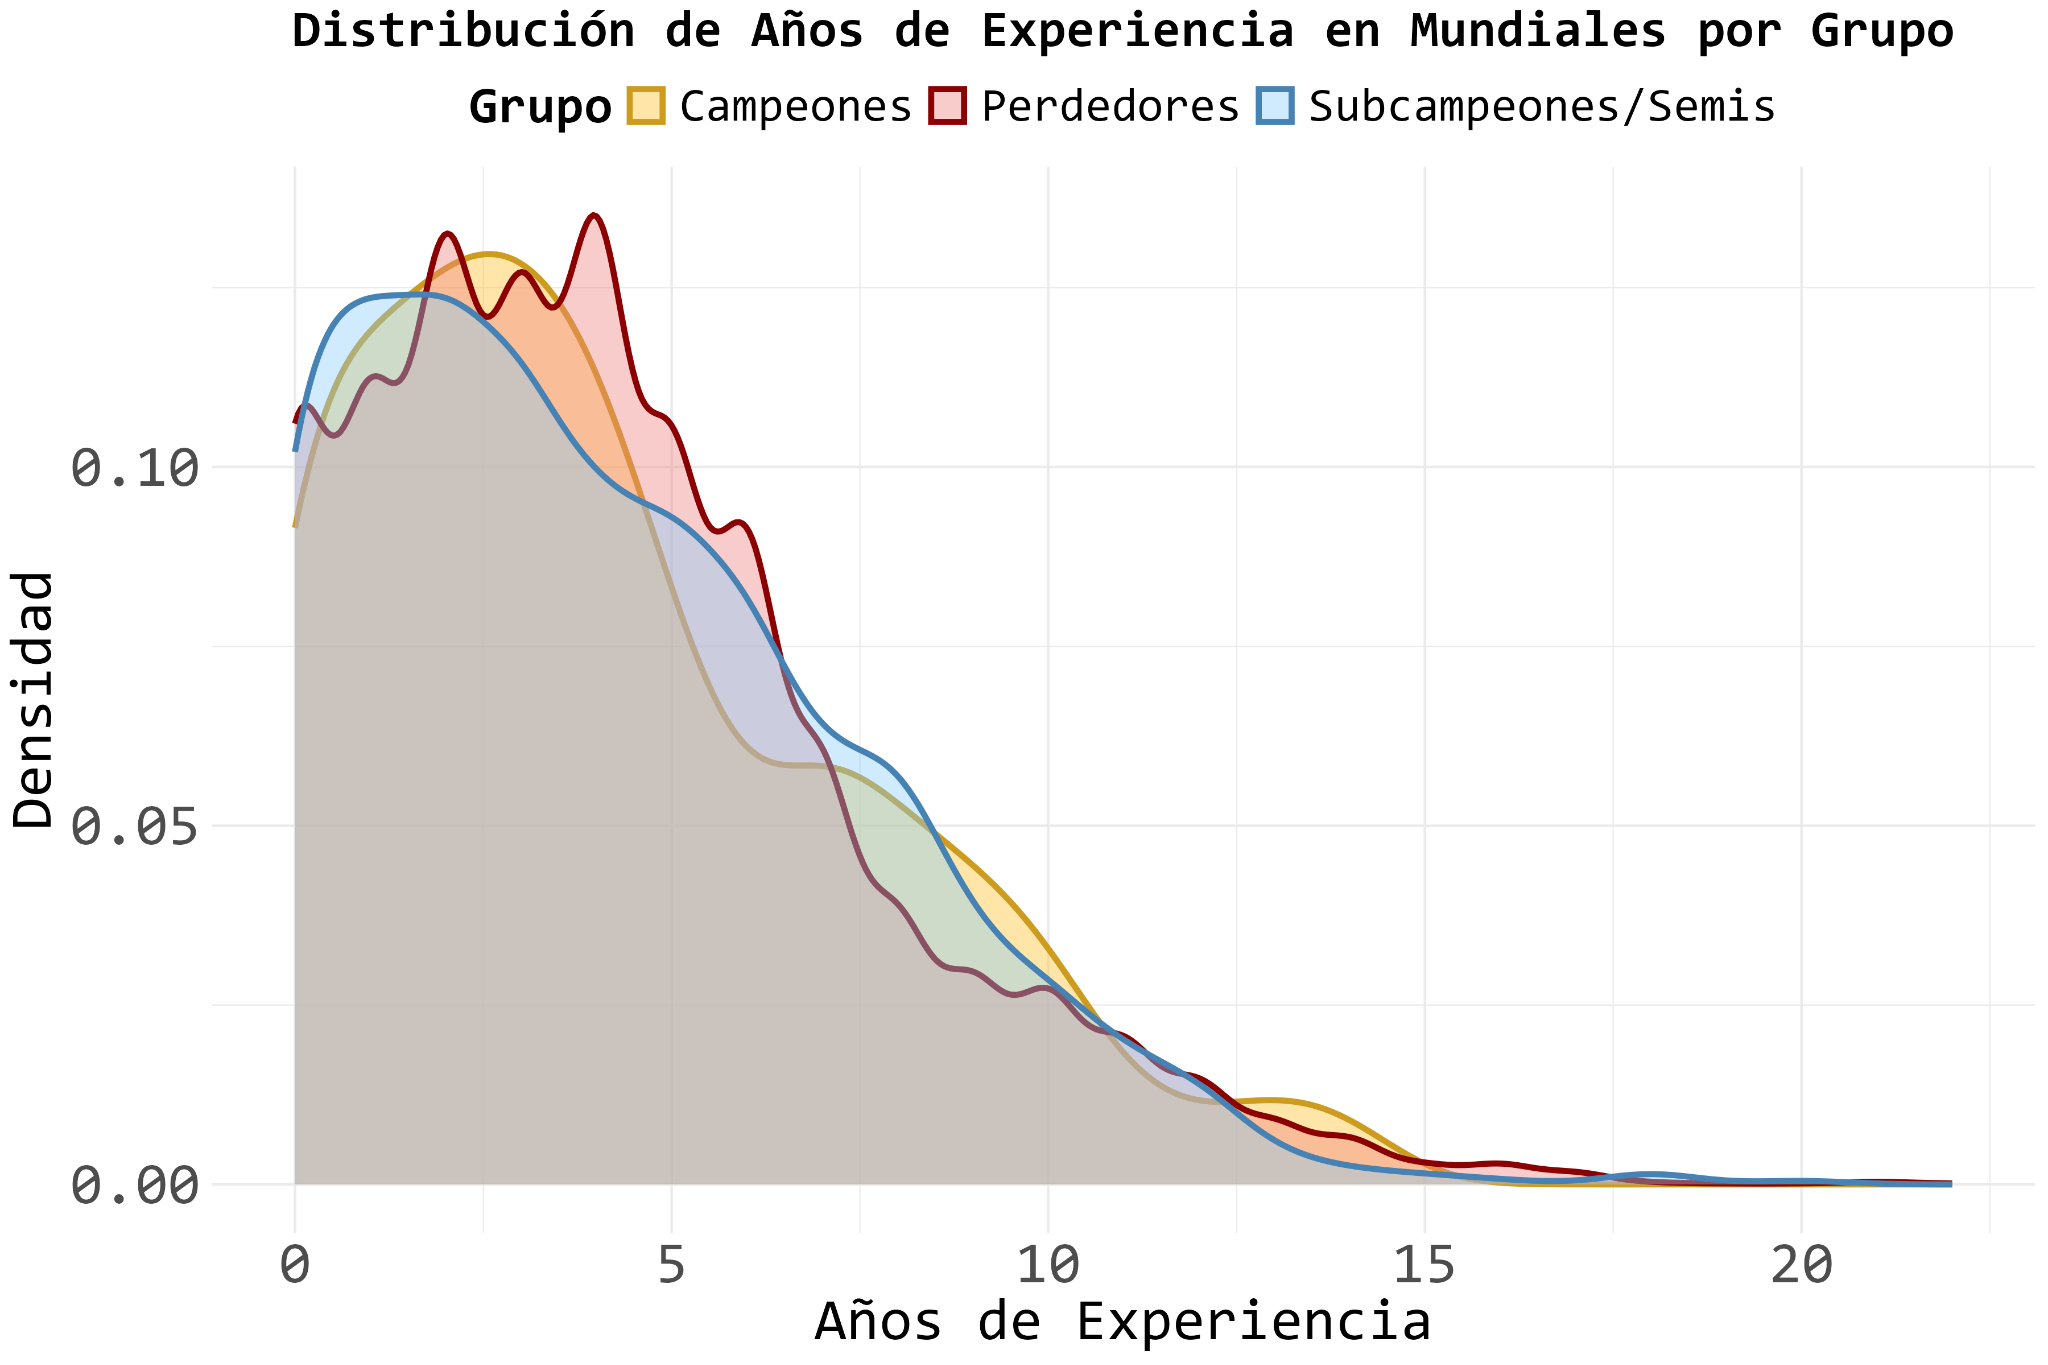 Distribución de Años de Experiencia en Mundiales por Grupo
Grupo Campeones Perdedores Subcampeones/Semis
Densidad
0.10
0.05
0.00
0 5 10 15 20
Años de Experiencia